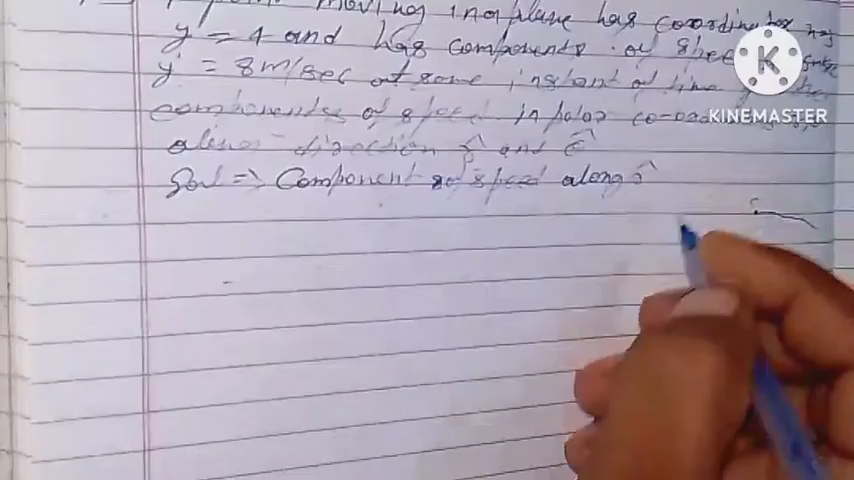 point moving in a plane has coordinates
y = 4 and has components of speed
y = 8 m/sec at some instant of time
components of speed in polar co-
along direction r̂ and θ̂
Sol => Component of speed along r̂
KINEMASTER